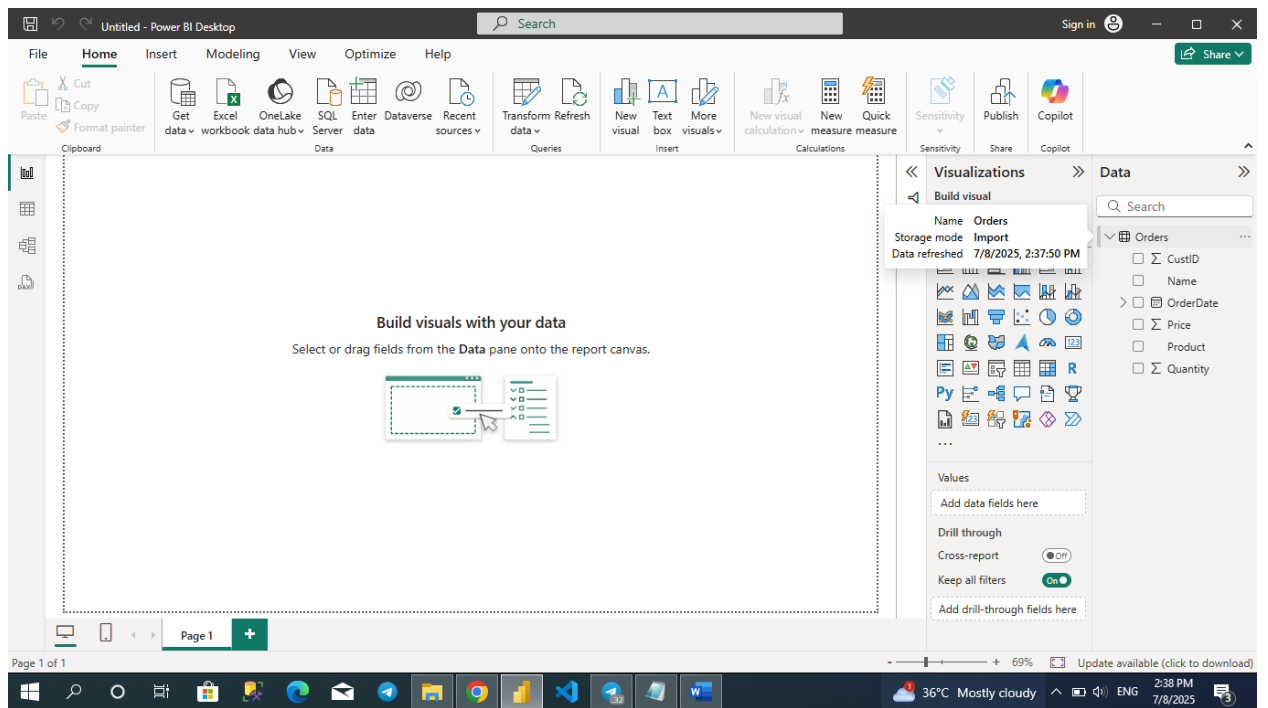 Untitled - Power BI Desktop
Search
Sign in
File Home Insert Modeling View Optimize Help
Share
Paste
Cut
Copy
Format painter
Clipboard
Get data
Excel workbook
OneLake data hub
SQL Server
Enter data
Dataverse
Recent sources
Data
Transform data
Refresh
Queries
New visual
Text box
More visuals
Insert
New visual calculation
New measure
Quick measure
Calculations
Sensitivity
Sensitivity
Publish
Share
Copilot
Copilot
Build visuals with your data
Select or drag fields from the Data pane onto the report canvas.
Visualizations
Build visual
Name Orders
Storage mode Import
Data refreshed 7/8/2025, 2:37:50 PM
123
R
Py
123
...
Values
Add data fields here
Drill through
Cross-report Off
Keep all filters On
Add drill-through fields here
Data
Search
Orders
CustID
Name
OrderDate
Price
Product
Quantity
Page 1
Page 1 of 1
- + 69%
Update available (click to download)
36°C Mostly cloudy
ENG
2:38 PM
7/8/2025
3